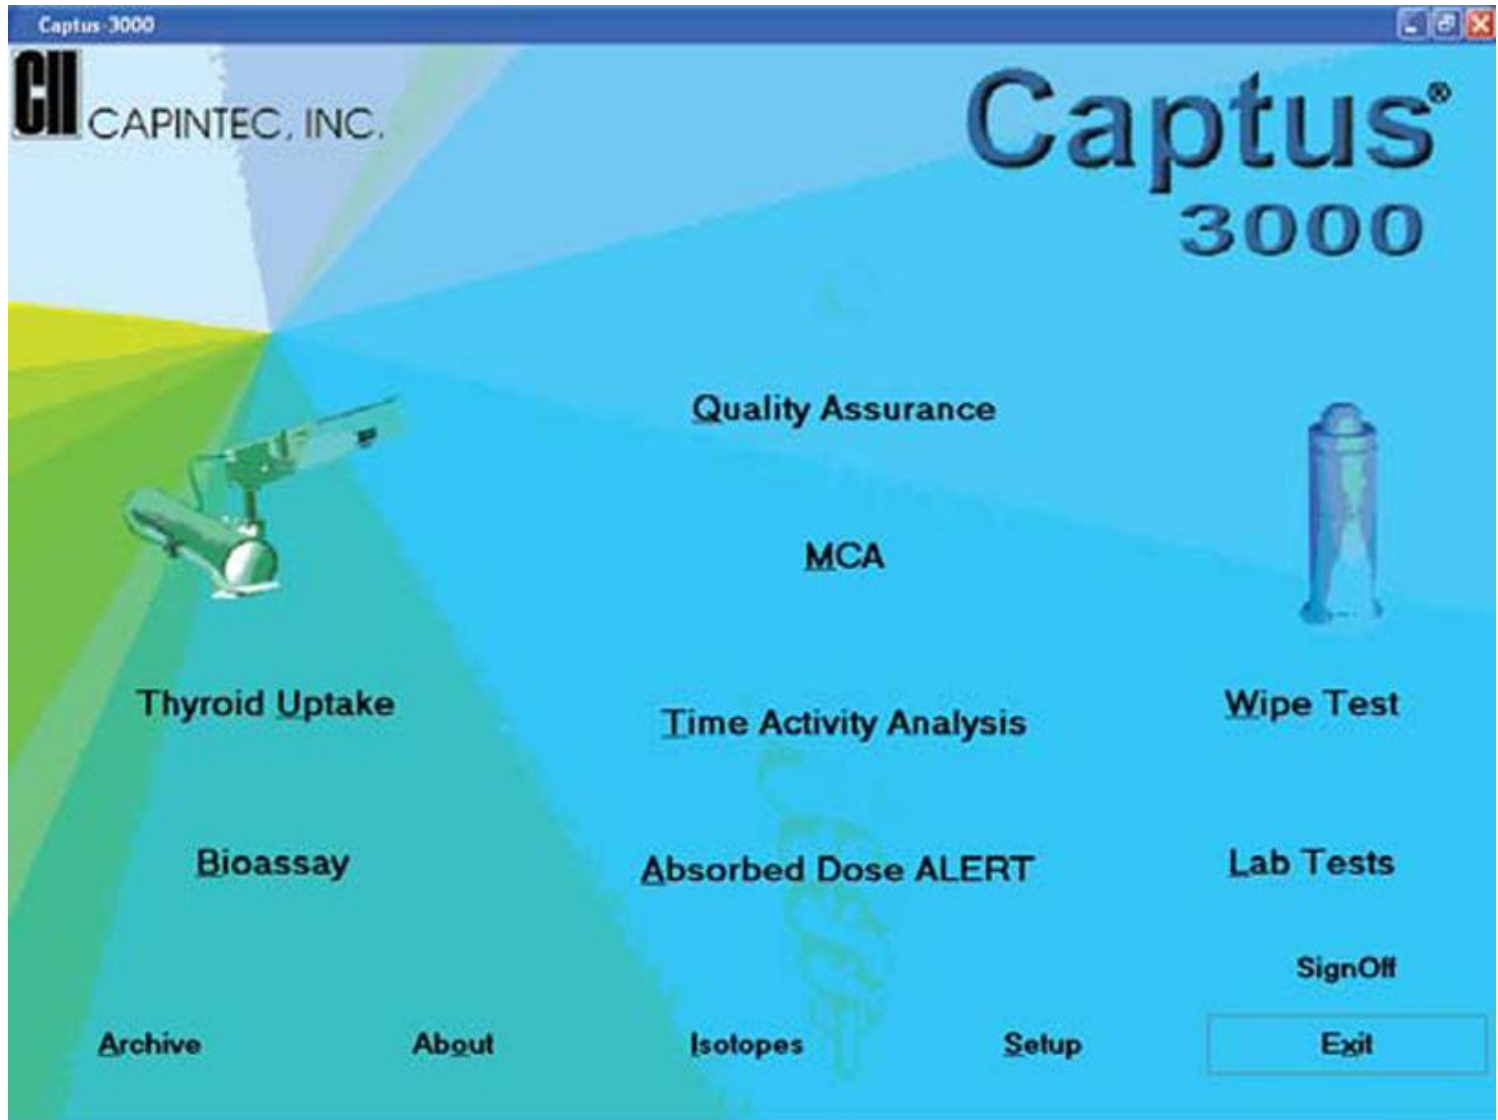 Captus-3000
CII CAPINTEC, INC.
Captus®
3000
Quality Assurance
MCA
Thyroid Uptake
Time Activity Analysis
Wipe Test
Bioassay
Absorbed Dose ALERT
Lab Tests
SignOff
Archive
About
Isotopes
Setup
Exit